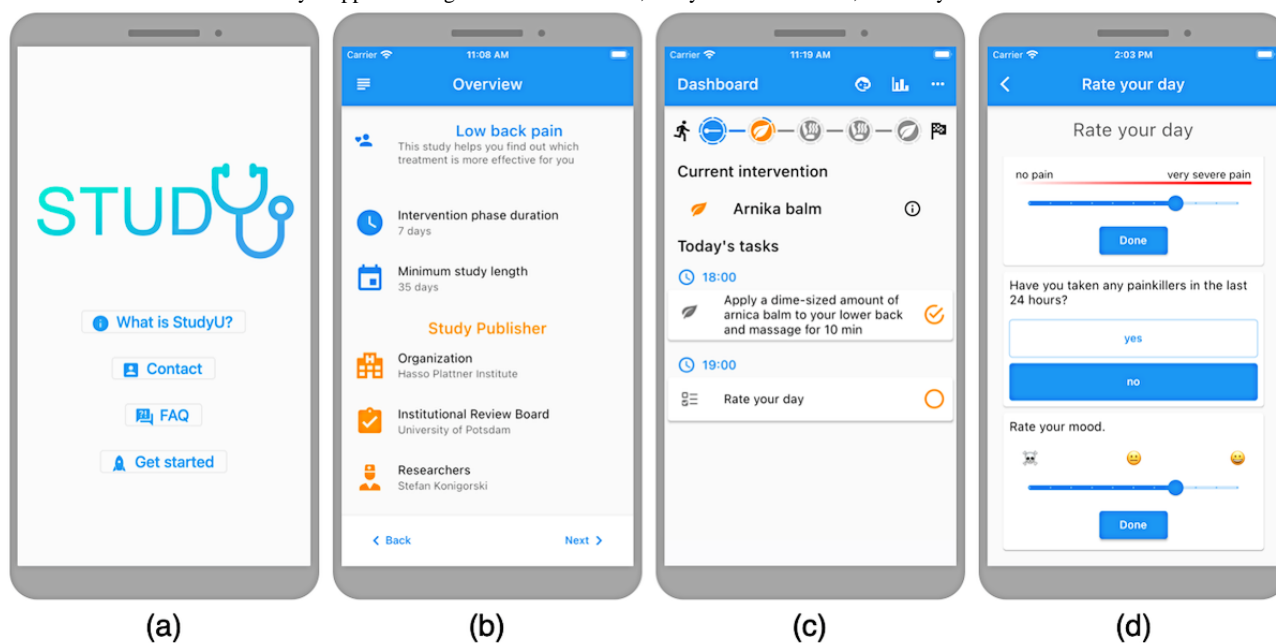 STUDYU
What is StudyU?
Contact
FAQ
Get started
(a)
Carrier
11:08 AM
Overview
Low back pain
This study helps you find out which
treatment is more effective for you
Intervention phase duration
7 days
Minimum study length
35 days
Study Publisher
Organization
Hasso Plattner Institute
Institutional Review Board
University of Potsdam
Researchers
Stefan Konigorski
< Back
Next >
(b)
Carrier
11:19 AM
Dashboard
Current intervention
Arnika balm
Today's tasks
18:00
Apply a dime-sized amount of
arnica balm to your lower back
and massage for 10 min
19:00
Rate your day
(c)
Carrier
2:03 PM
Rate your day
Rate your day
no pain
very severe pain
Done
Have you taken any painkillers in the last
24 hours?
yes
no
Rate your mood.
Done
(d)